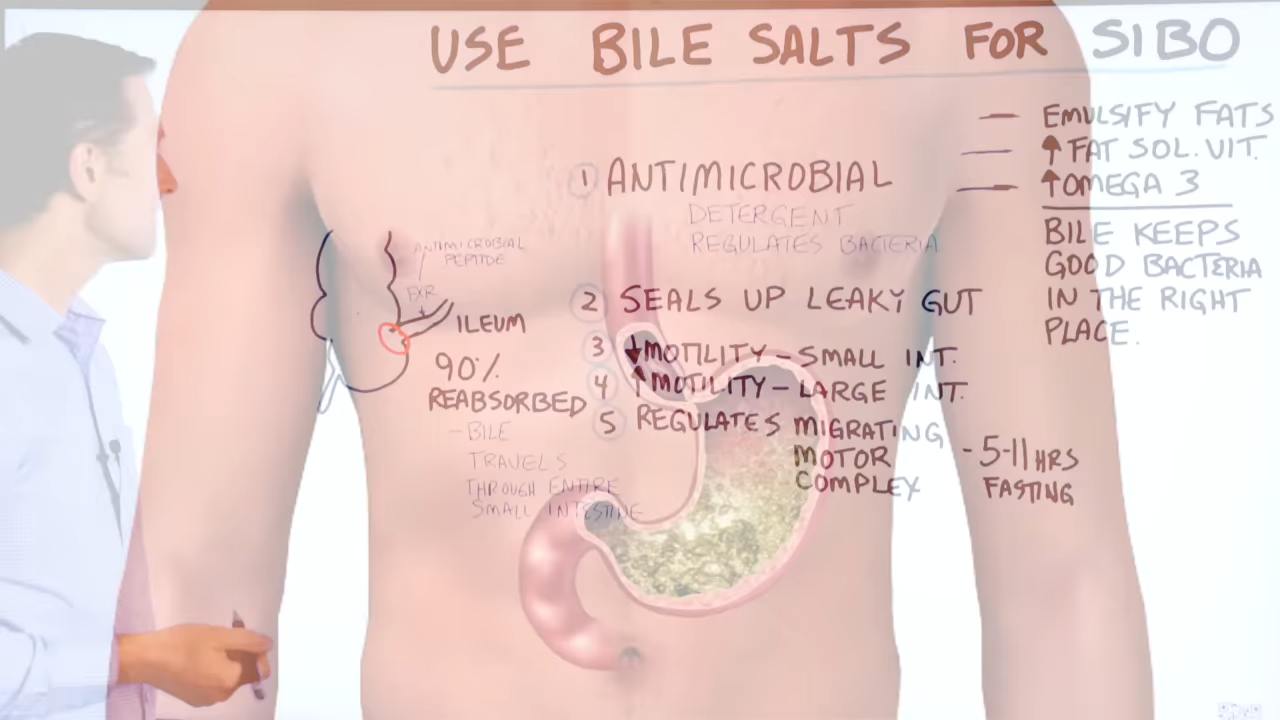 USE BILE SALTS FOR SIBO
— EMULSIFY FATS
— ↑ FAT SOL. VIT.
— ↑ OMEGA 3
BILE KEEPS
GOOD BACTERIA
IN THE RIGHT
PLACE.
1 ANTIMICROBIAL
DETERGENT
REGULATES BACTERIA
2 SEALS UP LEAKY GUT
3 ↓ MOTILITY - SMALL INT.
4 ↑ MOTILITY - LARGE INT.
5 REGULATES MIGRATING
MOTOR
COMPLEX
- 5-11 HRS
FASTING
ANTIMICROBIAL
PEPTIDE
FXR
ILEUM
90%
REABSORBED
- BILE
TRAVELS
THROUGH ENTIRE
SMALL INTESTINE